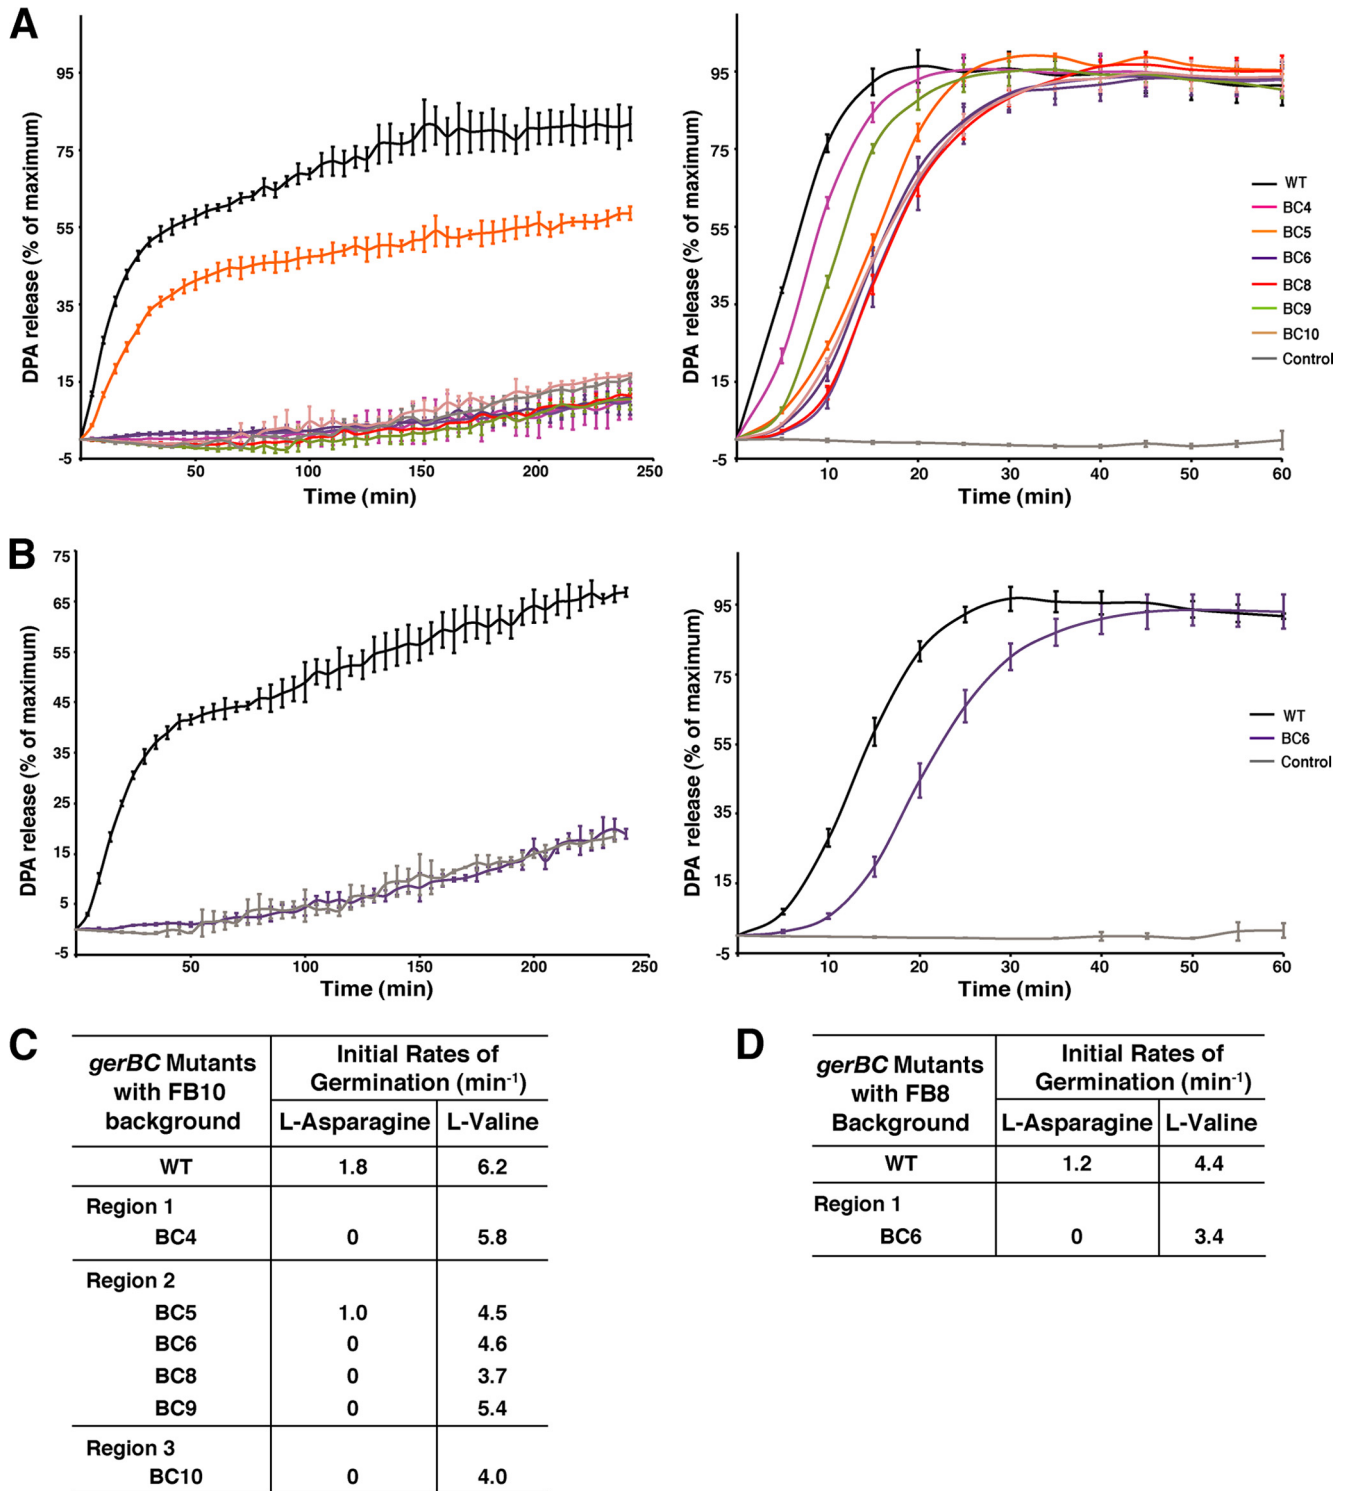 A
DPA release (% of maximum)
95
75
55
35
15
-5
50
100
150
200
250
Time (min)
DPA release (% of maximum)
95
75
55
35
15
-5
10
20
30
40
50
60
Time (min)
WT
BC4
BC5
BC6
BC8
BC9
BC10
Control
B
DPA release (% of maximum)
75
65
55
45
35
25
15
5
-5
50
100
150
200
250
Time (min)
DPA release (% of maximum)
95
75
55
35
15
-5
10
20
30
40
50
60
Time (min)
WT
BC6
Control
C
gerBC Mutants
with FB10
background
Initial Rates of
Germination (min-1)
L-Asparagine L-Valine
WT 1.8 6.2
Region 1
BC4 0 5.8
Region 2
BC5 1.0 4.5
BC6 0 4.6
BC8 0 3.7
BC9 0 5.4
Region 3
BC10 0 4.0
D
gerBC Mutants
with FB8
Background
Initial Rates of
Germination (min-1)
L-Asparagine L-Valine
WT 1.2 4.4
Region 1
BC6 0 3.4